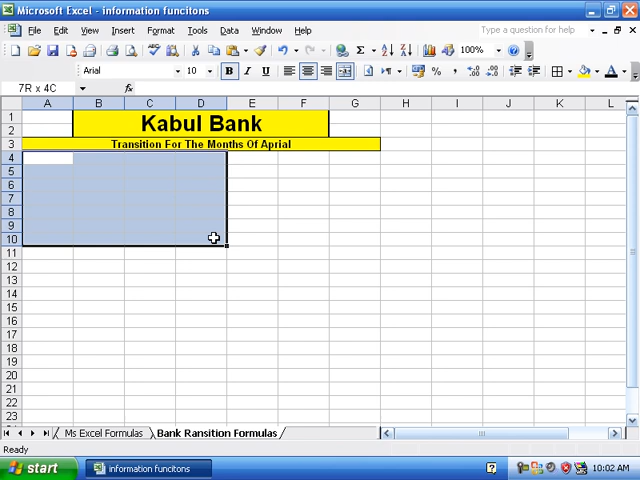 Microsoft Excel - information funcitons
File Edit View Insert Format Tools Data Window Help Type a question for help
100%
Arial 10 B I U
7R x 4C fx
A B C D E F G H I J K L
1 Kabul Bank
2
3 Transition For The Months Of Aprial
4
5
6
7
8
9
10
11
12
13
14
15
16
17
18
19
20
21
22
23
Ms Excel Formulas Bank Ransition Formulas
Ready
start information funcitons ? 10:02 AM